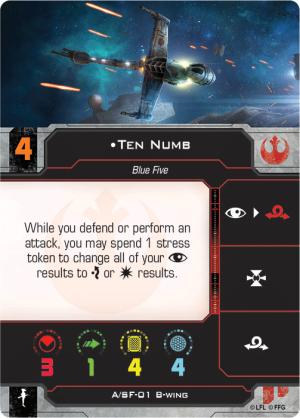 4
•Ten Numb
Blue Five
While you defend or perform an
attack, you may spend 1 stress
token to change all of your
results to or results.
3 1 4 4
A/SF-01 B-wing
©LFL ©FFG